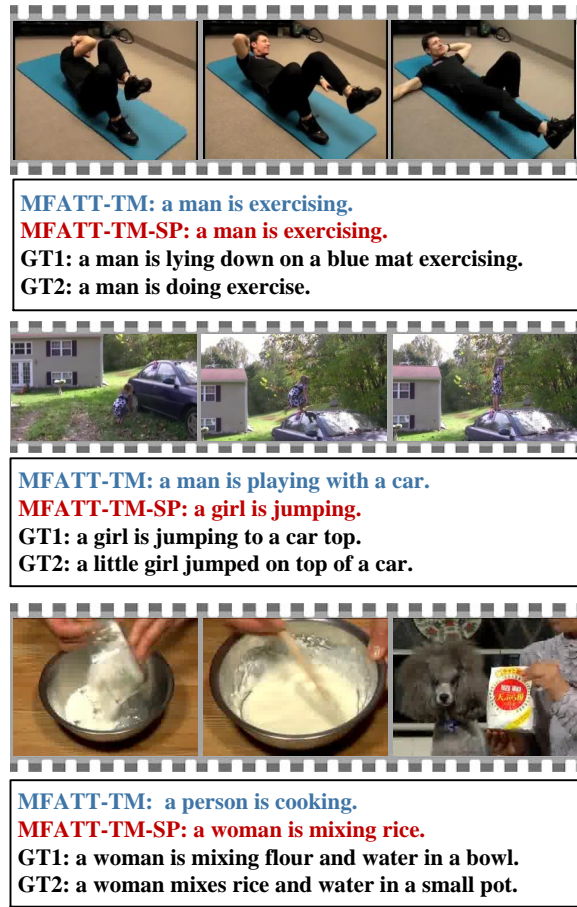 MFATT-TM: a man is exercising.
MFATT-TM-SP: a man is exercising.
GT1: a man is lying down on a blue mat exercising.
GT2: a man is doing exercise.
MFATT-TM: a man is playing with a car.
MFATT-TM-SP: a girl is jumping.
GT1: a girl is jumping to a car top.
GT2: a little girl jumped on top of a car.
MFATT-TM: a person is cooking.
MFATT-TM-SP: a woman is mixing rice.
GT1: a woman is mixing flour and water in a bowl.
GT2: a woman mixes rice and water in a small pot.